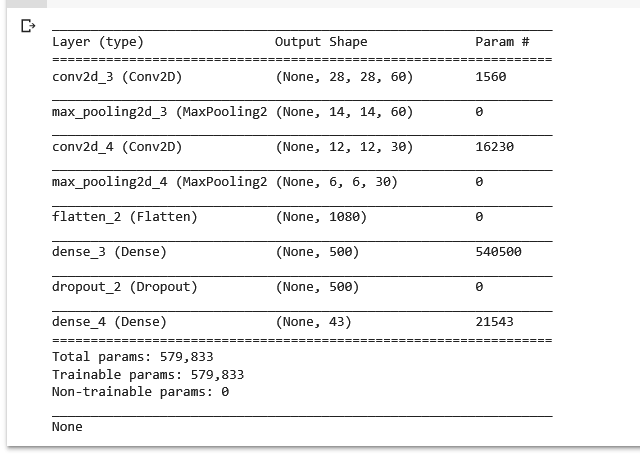 Layer (type) Output Shape Param #
conv2d_3 (Conv2D) (None, 28, 28, 60) 1560
max_pooling2d_3 (MaxPooling2 (None, 14, 14, 60) 0
conv2d_4 (Conv2D) (None, 12, 12, 30) 16230
max_pooling2d_4 (MaxPooling2 (None, 6, 6, 30) 0
flatten_2 (Flatten) (None, 1080) 0
dense_3 (Dense) (None, 500) 540500
dropout_2 (Dropout) (None, 500) 0
dense_4 (Dense) (None, 43) 21543
Total params: 579,833
Trainable params: 579,833
Non-trainable params: 0
None